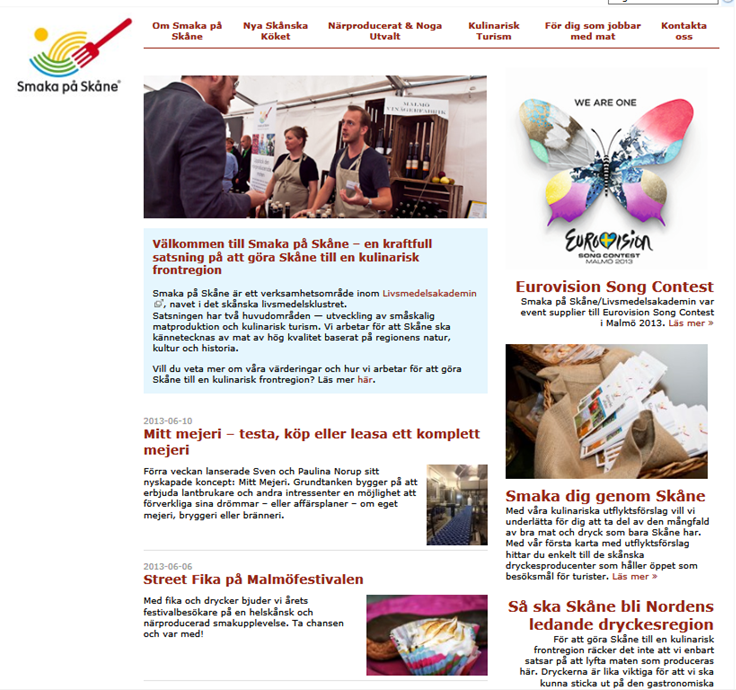 Smaka på Skåne®
Om Smaka på
Skåne
Nya Skånska
Köket
Närproducerat & Noga
Utvalt
Kulinarisk
Turism
För dig som jobbar
med mat
Kontakta
oss
MALMÖ
Välkommen till Smaka på Skåne – en kraftfull
satsning på att göra Skåne till en kulinarisk
frontregion
Smaka på Skåne är ett verksamhetsområde inom Livsmedelsakademin
, navet i det skånska livsmedelsklustret.
Satsningen har två huvudområden — utveckling av småskalig
matproduktion och kulinarisk turism. Vi arbetar för att Skåne ska
kännetecknas av mat av hög kvalitet baserat på regionens natur,
kultur och historia.
Vill du veta mer om våra värderingar och hur vi arbetar för att göra
Skåne till en kulinarisk frontregion? Läs mer här.
2013-06-10
Mitt mejeri – testa, köp eller leasa ett komplett
mejeri
Förra veckan lanserade Sven och Paulina Norup sitt
nyskapade koncept: Mitt Mejeri. Grundtanken bygger på att
erbjuda lantbrukare och andra intressenter en möjlighet att
förverkliga sina drömmar – eller affärsplaner – om eget
mejeri, bryggeri eller bränneri.
2013-06-06
Street Fika på Malmöfestivalen
Med fika och drycker bjuder vi årets
festivalbesökare på en helskånsk och
närproducerad smakupplevelse. Ta chansen
och var med!
WE ARE ONE
EUROVISION
SONG CONTEST
MALMÖ 2013
Eurovision Song Contest
Smaka på Skåne/Livsmedelsakademin var
event supplier till Eurovision Song Contest
i Malmö 2013. Läs mer »
Smaka dig genom Skåne
Med våra kulinariska utflyktsförslag vill vi
underlätta för dig att ta del av den mångfald
av bra mat och dryck som bara Skåne har.
Med vår första karta med utflyktsförslag
hittar du enkelt till de skånska
dryckesproducenter som håller öppet som
besöksmål för turister. Läs mer »
Så ska Skåne bli Nordens
ledande dryckesregion
För att göra Skåne till en kulinarisk
frontregion räcker det inte att vi enbart
satsar på att lyfta maten som produceras
här. Dryckerna är lika viktiga för att vi ska
kunna sticka ut på den gastronomiska